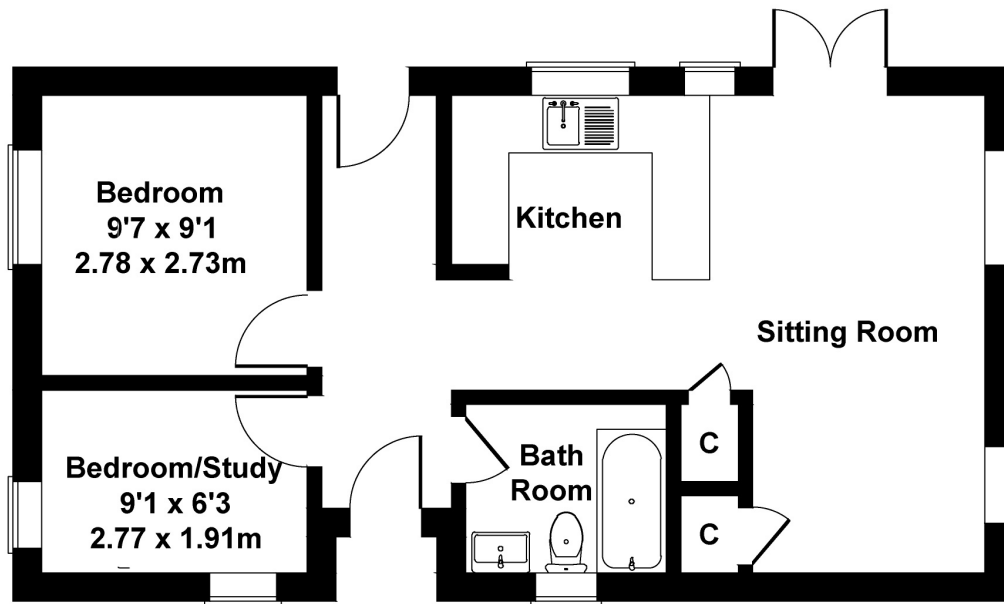 Bedroom
9'7 x 9'1
2.78 x 2.73m
Kitchen
Sitting Room
Bedroom/Study
9'1 x 6'3
2.77 x 1.91m
Bath
Room
C
C